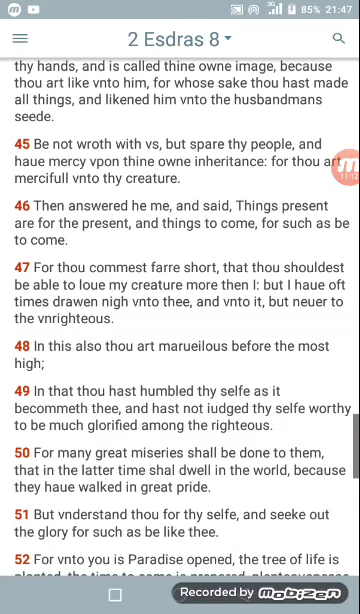 3G 85% 21:47
2 Esdras 8
thy hands, and is called thine owne image, because
thou art like vnto him, for whose sake thou hast made
all things, and likened him vnto the husbandmans
seede.
45 Be not wroth with vs, but spare thy people, and
haue mercy vpon thine owne inheritance: for thou art
mercifull vnto thy creature.
11:12
46 Then answered he me, and said, Things present
are for the present, and things to come, for such as be
to come.
47 For thou commest farre short, that thou shouldest
be able to loue my creature more then I: but I haue oft
times drawen nigh vnto thee, and vnto it, but neuer to
the vnrighteous.
48 In this also thou art marueilous before the most
high;
49 In that thou hast humbled thy selfe as it
becommeth thee, and hast not iudged thy selfe worthy
to be much glorified among the righteous.
50 For many great miseries shall be done to them,
that in the latter time shal dwell in the world, because
they haue walked in great pride.
51 But vnderstand thou for thy selfe, and seeke out
the glory for such as be like thee.
52 For vnto you is Paradise opened, the tree of life is
planted, the time to come is prepared, plenteousnesse
Recorded by mobizen